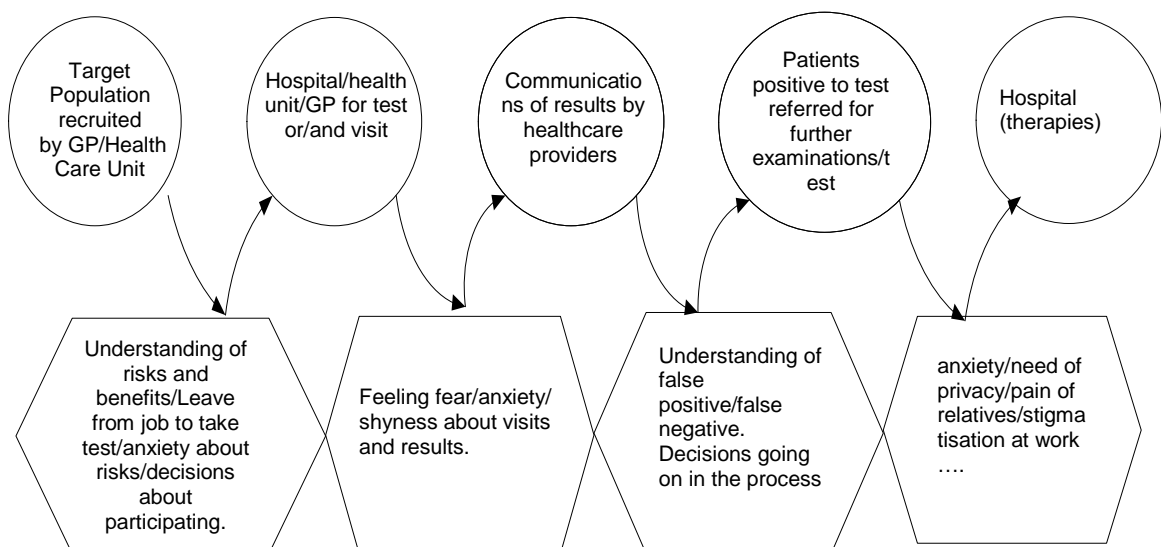 Target
Population
recruited
by GP/Health
Care Unit
Hospital/health
unit/GP for test
or/and visit
Communicatio
ns of results by
healthcare
providers
Patients
positive to test
referred for
further
examinations/t
est
Hospital
(therapies)
Understanding of
risks and
benefits/Leave
from job to take
test/anxiety about
risks/decisions
about
participating.
Feeling fear/anxiety/
shyness about visits
and results.
Understanding of
false
positive/false
negative.
Decisions going
on in the process
anxiety/need of
privacy/pain of
relatives/stigma
tisation at work
….